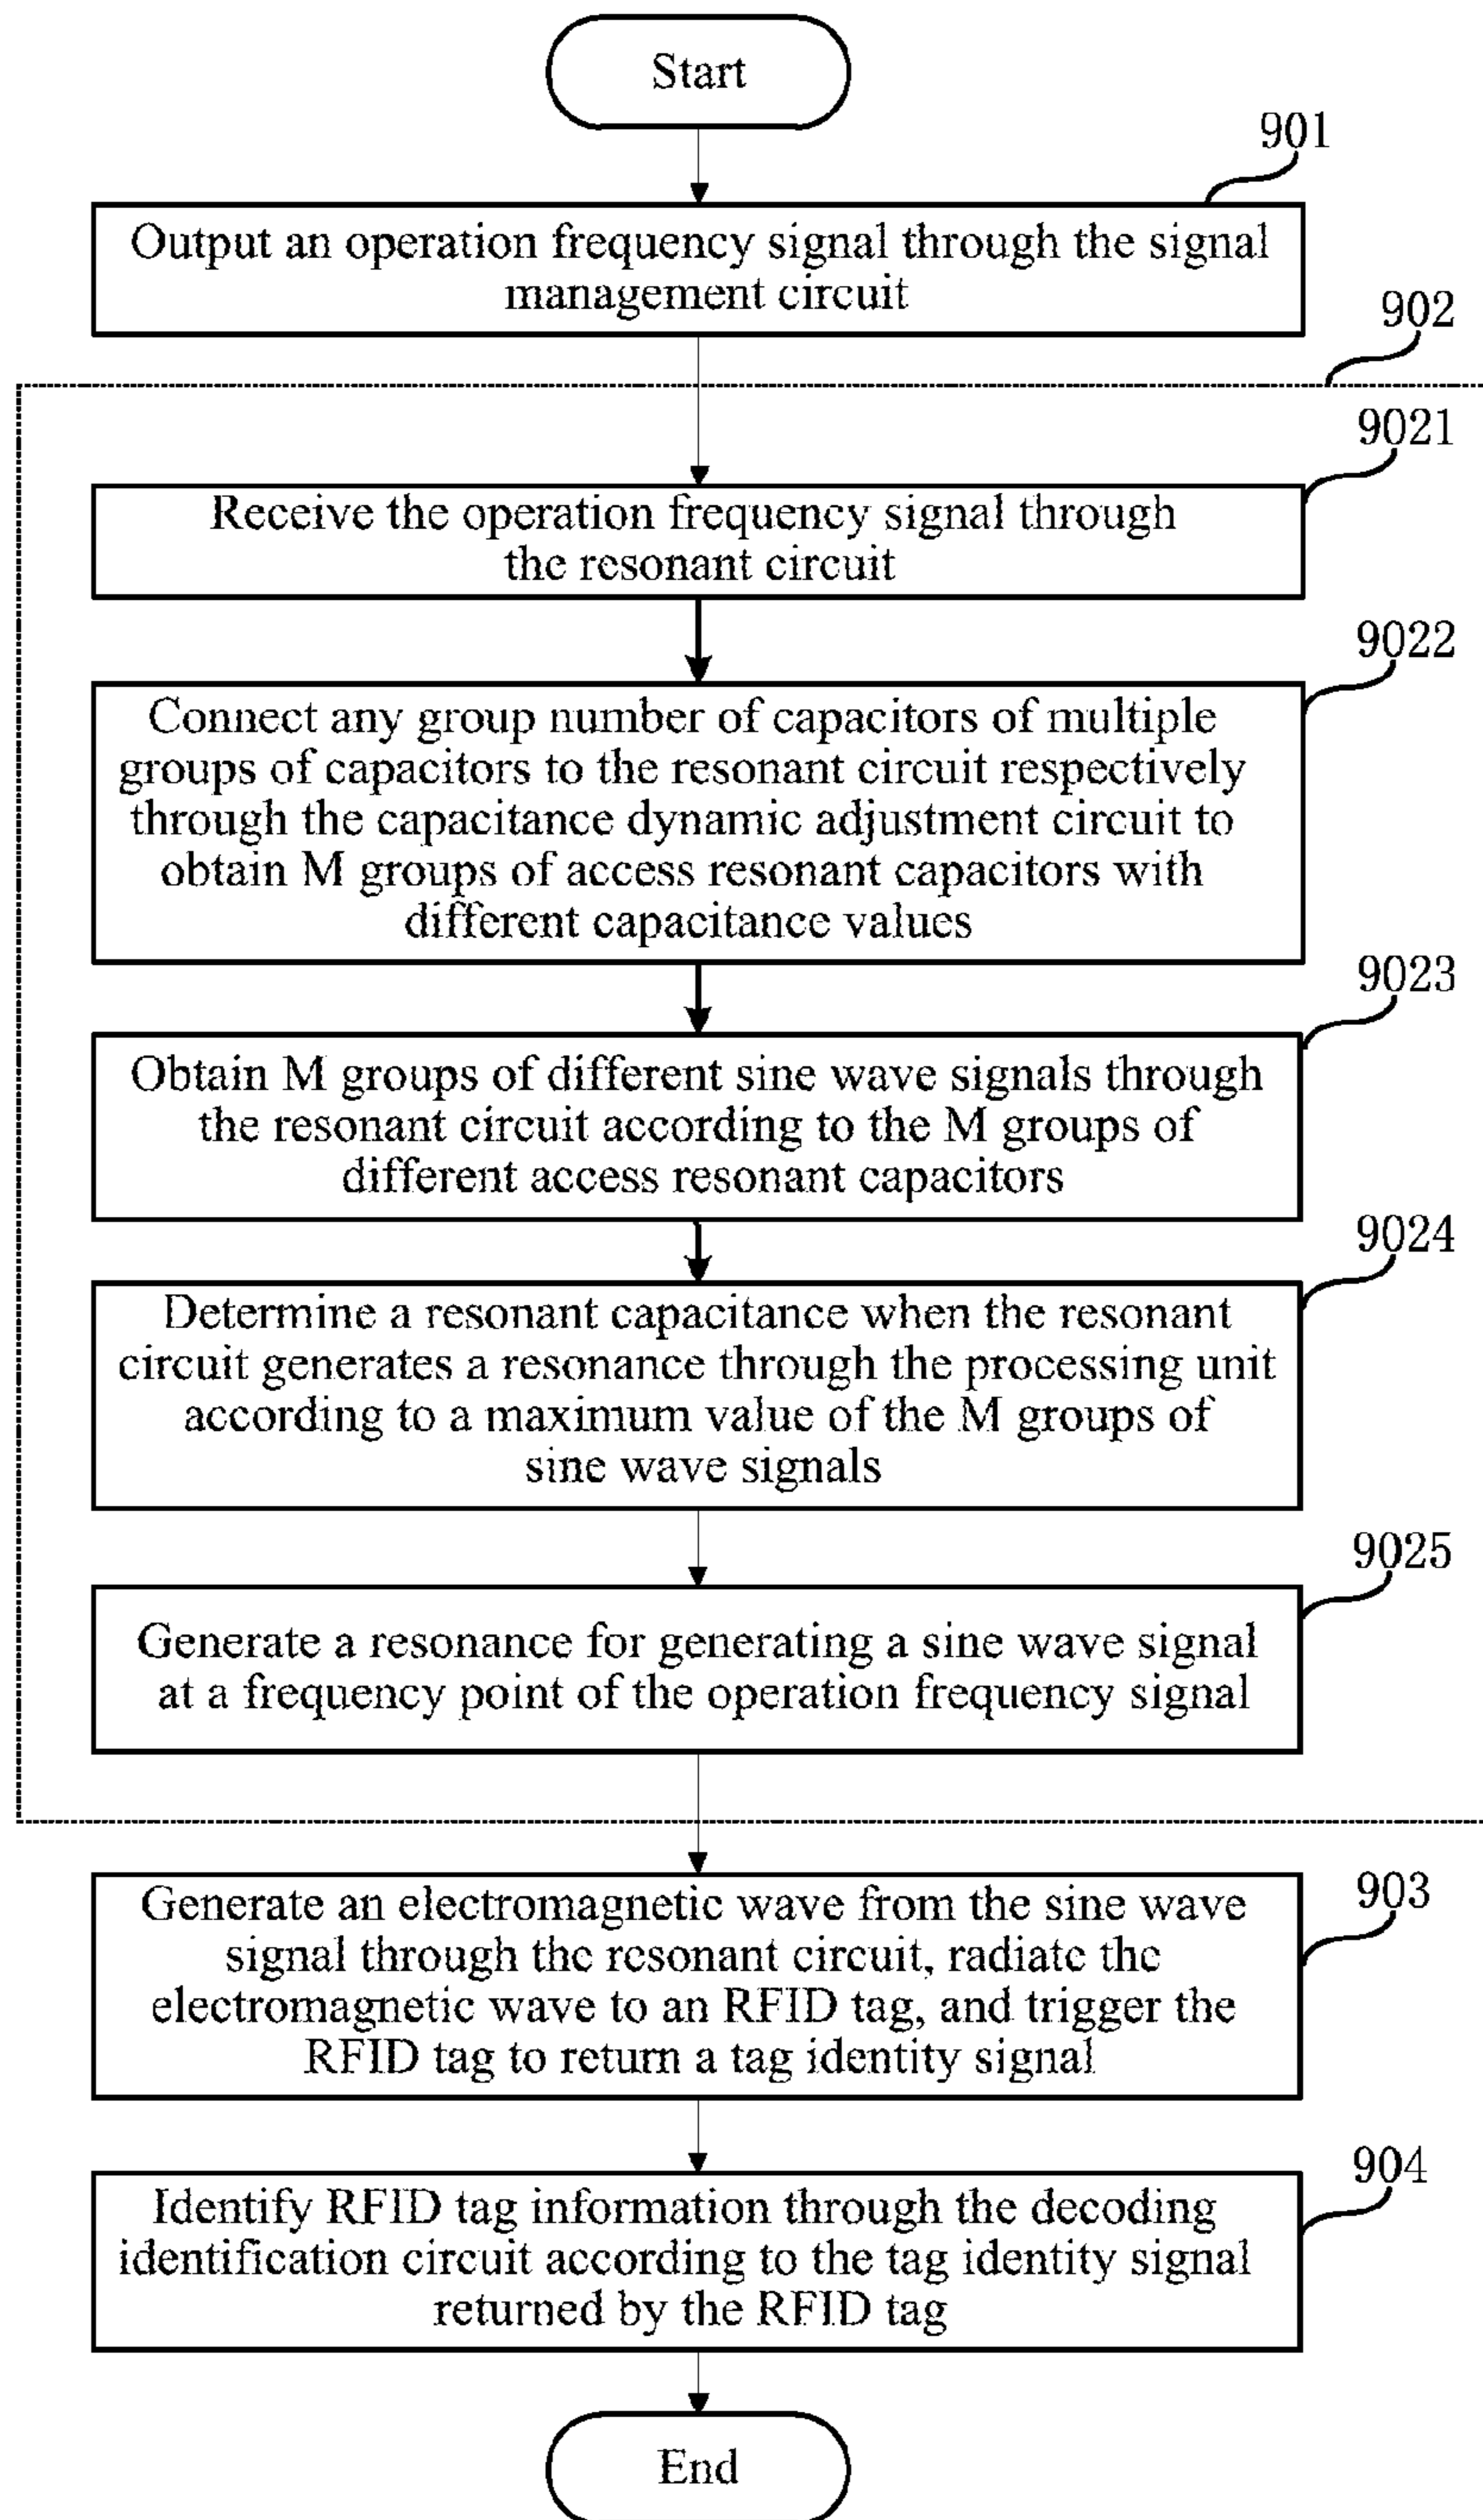 Start
901
Output an operation frequency signal through the signal
management circuit
902
9021
Receive the operation frequency signal through
the resonant circuit
9022
Connect any group number of capacitors of multiple
groups of capacitors to the resonant circuit respectively
through the capacitance dynamic adjustment circuit to
obtain M groups of access resonant capacitors with
different capacitance values
9023
Obtain M groups of different sine wave signals through
the resonant circuit according to the M groups of
different access resonant capacitors
9024
Determine a resonant capacitance when the resonant
circuit generates a resonance through the processing unit
according to a maximum value of the M groups of
sine wave signals
9025
Generate a resonance for generating a sine wave signal
at a frequency point of the operation frequency signal
903
Generate an electromagnetic wave from the sine wave
signal through the resonant circuit, radiate the
electromagnetic wave to an RFID tag, and trigger the
RFID tag to return a tag identity signal
904
Identify RFID tag information through the decoding
identification circuit according to the tag identity signal
returned by the RFID tag
End